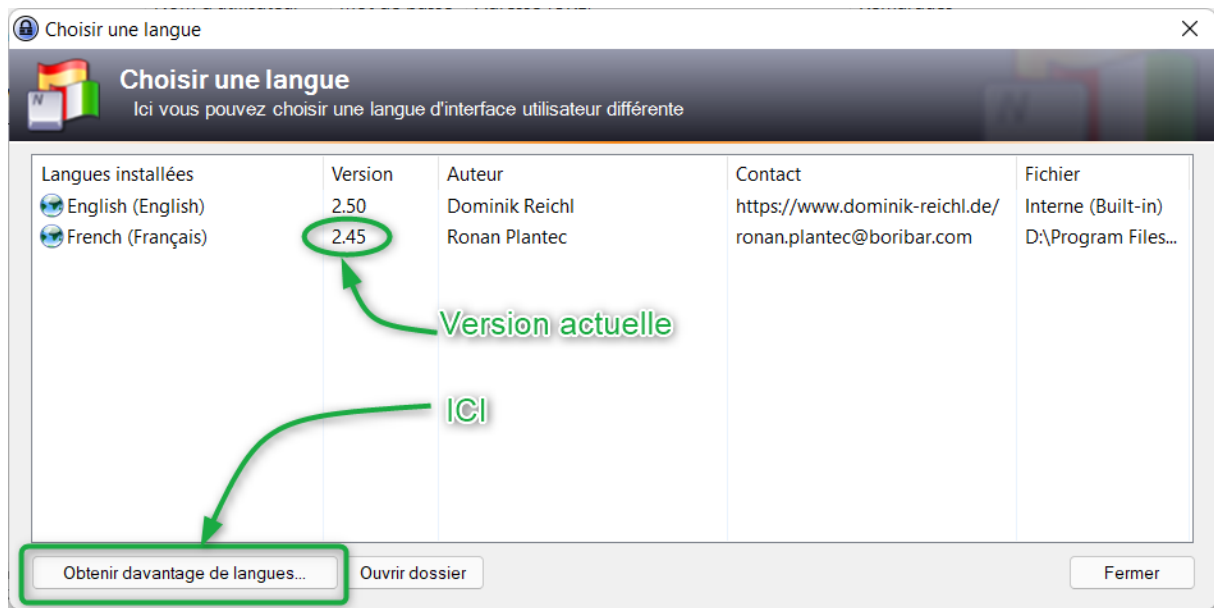 Choisir une langue
Choisir une langue
Ici vous pouvez choisir une langue d'interface utilisateur différente
N
Langues installées Version Auteur Contact Fichier
English (English) 2.50 Dominik Reichl https://www.dominik-reichl.de/ Interne (Built-in)
French (Français) 2.45 Ronan Plantec ronan.plantec@boribar.com D:\Program Files...
Version actuelle
ICI
Obtenir davantage de langues... Ouvrir dossier Fermer